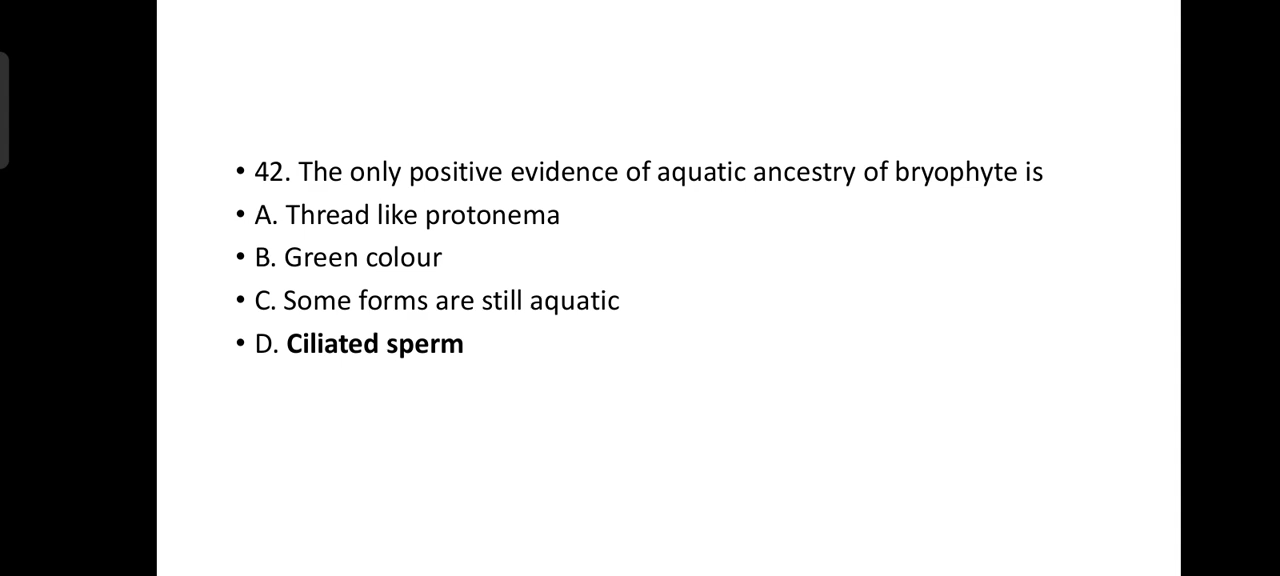 • 42. The only positive evidence of aquatic ancestry of bryophyte is
• A. Thread like protonema
• B. Green colour
• C. Some forms are still aquatic
• D. Ciliated sperm